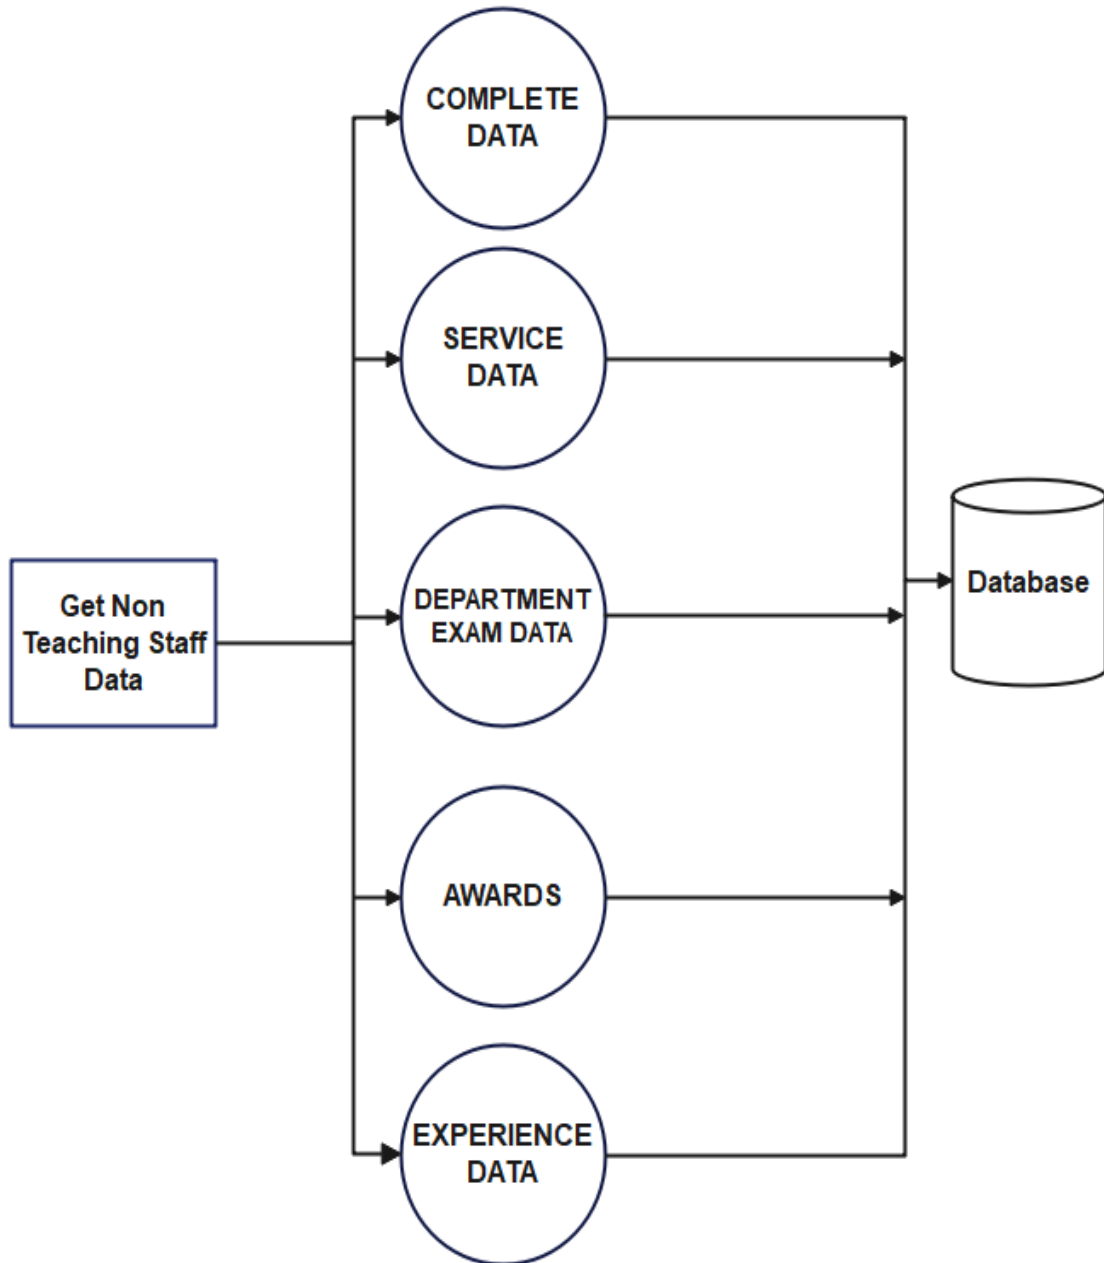 COMPLETE
DATA
SERVICE
DATA
Get Non
Teaching Staff
Data
DEPARTMENT
EXAM DATA
Database
AWARDS
EXPERIENCE
DATA